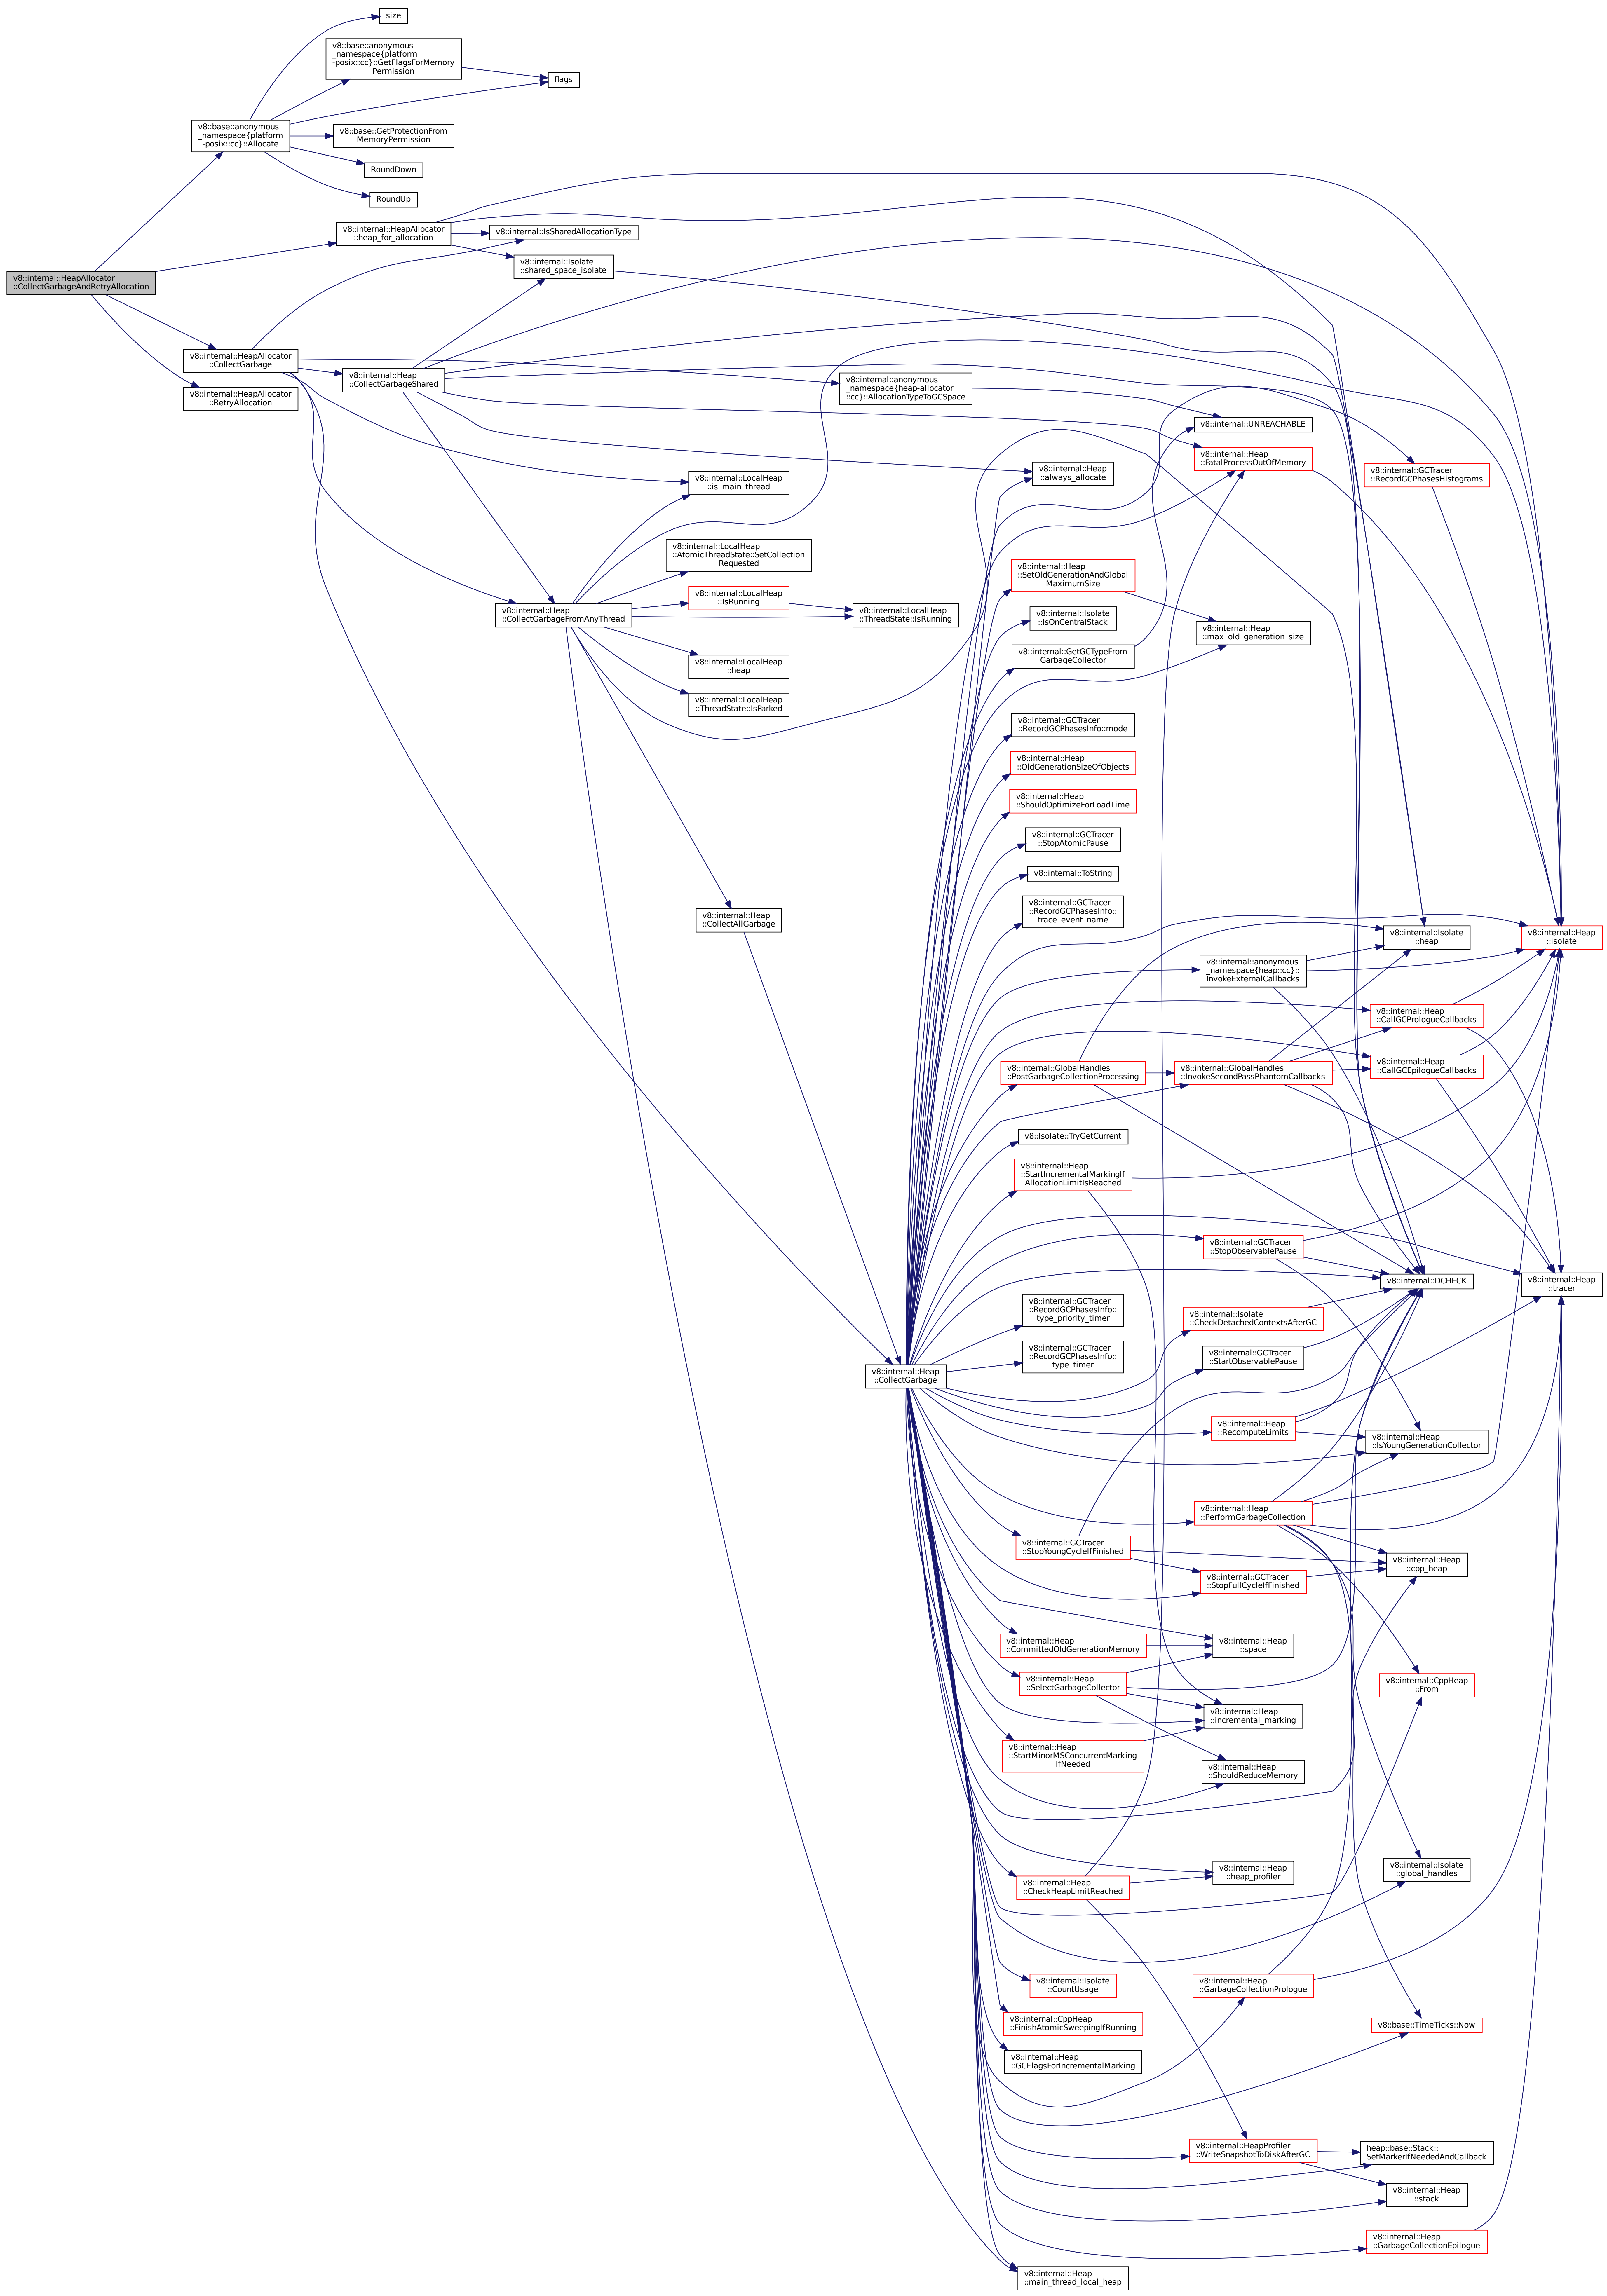 size
v8::base::anonymous
_namespace{platform
-posix::cc}::GetFlagsForMemory
Permission
flags
v8::base::anonymous
_namespace{platform
-posix::cc}::Allocate
v8::base::GetProtectionFrom
MemoryPermission
RoundDown
RoundUp
v8::internal::HeapAllocator
::heap_for_allocation
v8::internal::IsSharedAllocationType
v8::internal::Isolate
::shared_space_isolate
v8::internal::HeapAllocator
::CollectGarbageAndRetryAllocation
v8::internal::HeapAllocator
::CollectGarbage
v8::internal::Heap
::CollectGarbageShared
v8::internal::HeapAllocator
::RetryAllocation
v8::internal::anonymous
_namespace{heap-allocator
::cc}::AllocationTypeToGCSpace
v8::internal::UNREACHABLE
v8::internal::Heap
::FatalProcessOutOfMemory
v8::internal::GCTracer
::RecordGCPhasesHistograms
v8::internal::Heap
::always_allocate
v8::internal::LocalHeap
::is_main_thread
v8::internal::LocalHeap
::AtomicThreadState::SetCollection
Requested
v8::internal::LocalHeap
::IsRunning
v8::internal::LocalHeap
::ThreadState::IsRunning
v8::internal::Heap
::CollectGarbageFromAnyThread
v8::internal::LocalHeap
::heap
v8::internal::LocalHeap
::ThreadState::IsParked
v8::internal::Heap
::SetOldGenerationAndGlobal
MaximumSize
v8::internal::Isolate
::IsOnCentralStack
v8::internal::Heap
::max_old_generation_size
v8::internal::GetGCTypeFrom
GarbageCollector
v8::internal::GCTracer
::RecordGCPhasesInfo::mode
v8::internal::Heap
::OldGenerationSizeOfObjects
v8::internal::Heap
::ShouldOptimizeForLoadTime
v8::internal::GCTracer
::StopAtomicPause
v8::internal::ToString
v8::internal::GCTracer
::RecordGCPhasesInfo::
trace_event_name
v8::internal::Heap
::CollectAllGarbage
v8::internal::Isolate
::heap
v8::internal::Heap
::isolate
v8::internal::anonymous
_namespace{heap::cc}::
InvokeExternalCallbacks
v8::internal::Heap
::CallGCPrologueCallbacks
v8::internal::GlobalHandles
::PostGarbageCollectionProcessing
v8::internal::GlobalHandles
::InvokeSecondPassPhantomCallbacks
v8::internal::Heap
::CallGCEpilogueCallbacks
v8::Isolate::TryGetCurrent
v8::internal::Heap
::StartIncrementalMarkingIf
AllocationLimitIsReached
v8::internal::GCTracer
::StopObservablePause
v8::internal::DCHECK
v8::internal::Heap
::tracer
v8::internal::GCTracer
::RecordGCPhasesInfo::
type_priority_timer
v8::internal::Isolate
::CheckDetachedContextsAfterGC
v8::internal::GCTracer
::RecordGCPhasesInfo::
type_timer
v8::internal::GCTracer
::StartObservablePause
v8::internal::Heap
::CollectGarbage
v8::internal::Heap
::RecomputeLimits
v8::internal::Heap
::IsYoungGenerationCollector
v8::internal::Heap
::PerformGarbageCollection
v8::internal::GCTracer
::StopYoungCycleIfFinished
v8::internal::Heap
::cpp_heap
v8::internal::GCTracer
::StopFullCycleIfFinished
v8::internal::Heap
::CommittedOldGenerationMemory
v8::internal::Heap
::space
v8::internal::Heap
::SelectGarbageCollector
v8::internal::CppHeap
::From
v8::internal::Heap
::incremental_marking
v8::internal::Heap
::StartMinorMSConcurrentMarking
IfNeeded
v8::internal::Heap
::ShouldReduceMemory
v8::internal::Heap
::heap_profiler
v8::internal::Isolate
::global_handles
v8::internal::Heap
::CheckHeapLimitReached
v8::internal::Isolate
::CountUsage
v8::internal::Heap
::GarbageCollectionPrologue
v8::internal::CppHeap
::FinishAtomicSweepingIfRunning
v8::base::TimeTicks::Now
v8::internal::Heap
::GCFlagsForIncrementalMarking
v8::internal::HeapProfiler
::WriteSnapshotToDiskAfterGC
heap::base::Stack::
SetMarkerIfNeededAndCallback
v8::internal::Heap
::stack
v8::internal::Heap
::GarbageCollectionEpilogue
v8::internal::Heap
::main_thread_local_heap